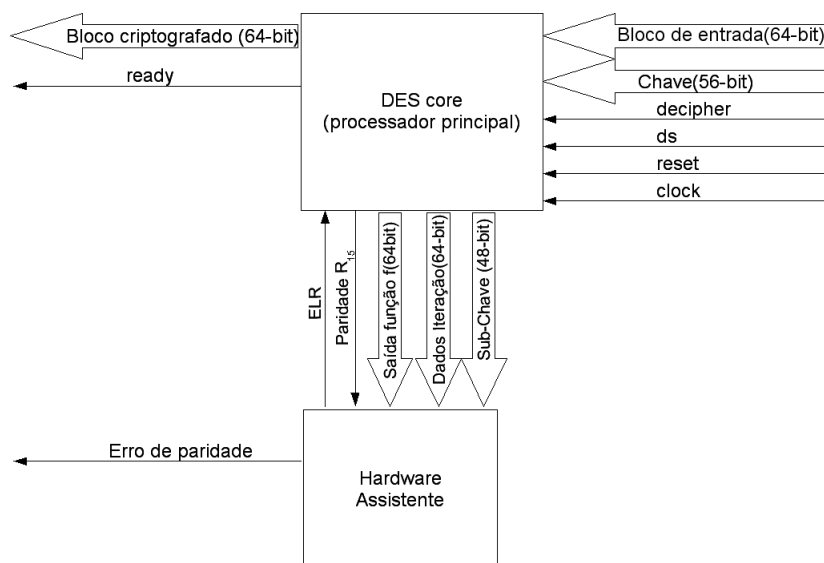 Bloco criptografado (64-bit)
ready
DES core
(processador principal)
Bloco de entrada(64-bit)
Chave(56-bit)
decipher
ds
reset
clock
ELR
Paridade R15
Saída função f(64bit)
Dados Iteração(64-bit)
Sub-Chave (48-bit)
Erro de paridade
Hardware
Assistente